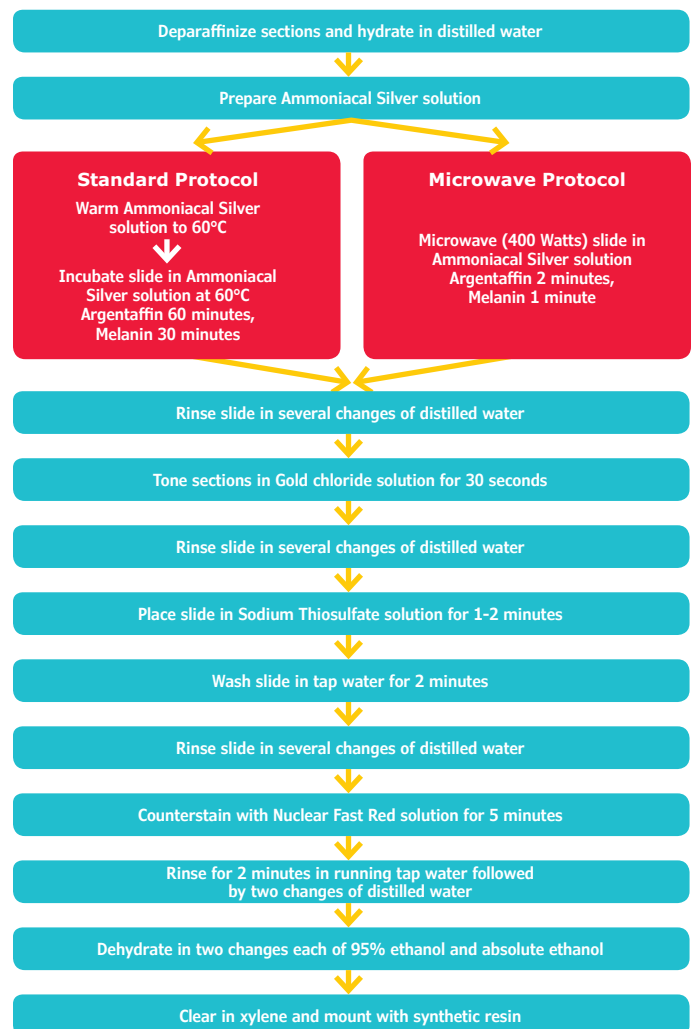 Deparaffinize sections and hydrate in distilled water
Prepare Ammoniacal Silver solution
Standard Protocol
Warm Ammoniacal Silver
solution to 60°C
Incubate slide in Ammoniacal
Silver solution at 60°C
Argentaffin 60 minutes,
Melanin 30 minutes
Microwave Protocol
Microwave (400 Watts) slide in
Ammoniacal Silver solution
Argentaffin 2 minutes,
Melanin 1 minute
Rinse slide in several changes of distilled water
Tone sections in Gold chloride solution for 30 seconds
Rinse slide in several changes of distilled water
Place slide in Sodium Thiosulfate solution for 1-2 minutes
Wash slide in tap water for 2 minutes
Rinse slide in several changes of distilled water
Counterstain with Nuclear Fast Red solution for 5 minutes
Rinse for 2 minutes in running tap water followed
by two changes of distilled water
Dehydrate in two changes each of 95% ethanol and absolute ethanol
Clear in xylene and mount with synthetic resin